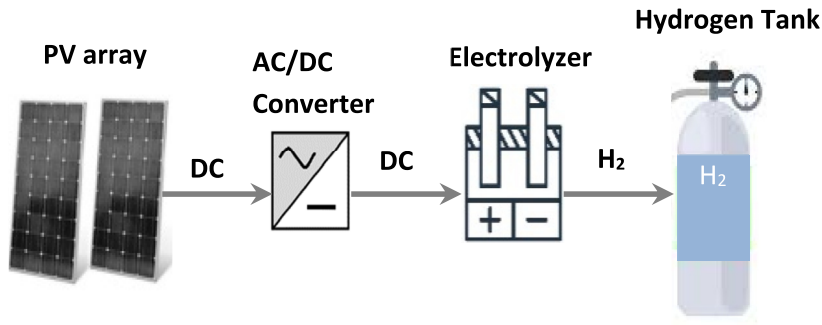 Hydrogen Tank
PV array
AC/DC
Converter
Electrolyzer
DC
DC
H₂
H₂
+ −